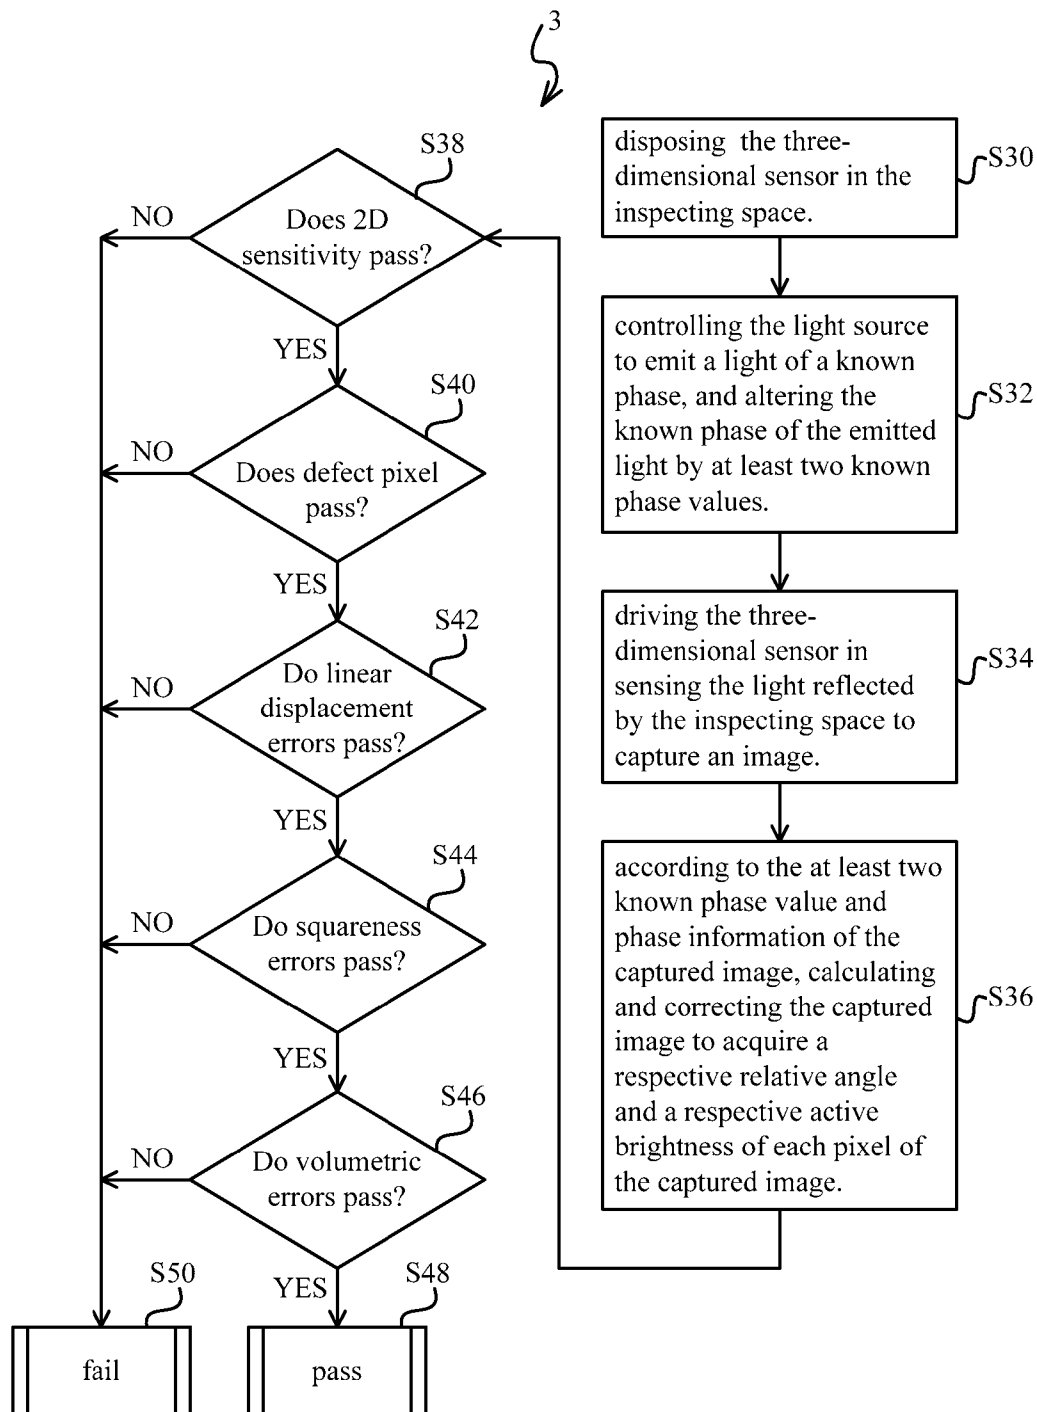 3
disposing the three-
dimensional sensor in the
inspecting space.
S30
controlling the light source
to emit a light of a known
phase, and altering the
known phase of the emitted
light by at least two known
phase values.
S32
driving the three-
dimensional sensor in
sensing the light reflected
by the inspecting space to
capture an image.
S34
according to the at least two
known phase value and
phase information of the
captured image, calculating
and correcting the captured
image to acquire a
respective relative angle
and a respective active
brightness of each pixel of
the captured image.
S36
S38
Does 2D
sensitivity pass?
NO
YES
S40
Does defect pixel
pass?
NO
YES
S42
Do linear
displacement
errors pass?
NO
YES
S44
Do squareness
errors pass?
NO
YES
S46
Do volumetric
errors pass?
NO
YES
S50
fail
S48
pass